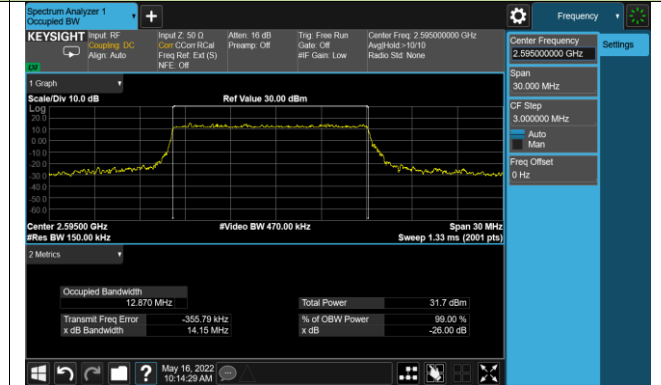 Spectrum Analyzer 1
Occupied BW
+
Frequency
KEYSIGHT
Input: RF
Coupling: DC
Align: Auto
Input Z: 50 Ω
Corr CCorr RCal
Freq Ref: Ext (S)
NFE: Off
Atten: 16 dB
Preamp: Off
Trig: Free Run
Gate: Off
#IF Gain: Low
Center Freq: 2.595000000 GHz
Avg|Hold:>10/10
Radio Std: None
Center Frequency
2.595000000 GHz
Settings
Span
30.000 MHz
CF Step
3.000000 MHz
Auto
Man
Freq Offset
0 Hz
1 Graph
Scale/Div 10.0 dB
Ref Value 30.00 dBm
Log
20.0
10.0
0.00
-10.0
-20.0
-30.0
-40.0
-50.0
-60.0
Center 2.59500 GHz
#Video BW 470.00 kHz
Span 30 MHz
#Res BW 150.00 kHz
Sweep 1.33 ms (2001 pts)
2 Metrics
Occupied Bandwidth
12.870 MHz
Total Power
31.7 dBm
Transmit Freq Error
-355.79 kHz
% of OBW Power
99.00 %
x dB Bandwidth
14.15 MHz
x dB
-26.00 dB
?
May 16, 2022
10:14:29 AM